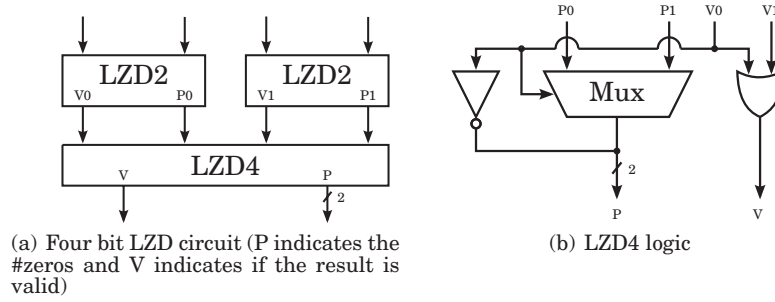 LZD2
LZD2
V0
P0
V1
P1
LZD4
V
P
2
(a) Four bit LZD circuit (P indicates the
#zeros and V indicates if the result is
valid)
P0
P1
V0
V1
Mux
2
P
V
(b) LZD4 logic